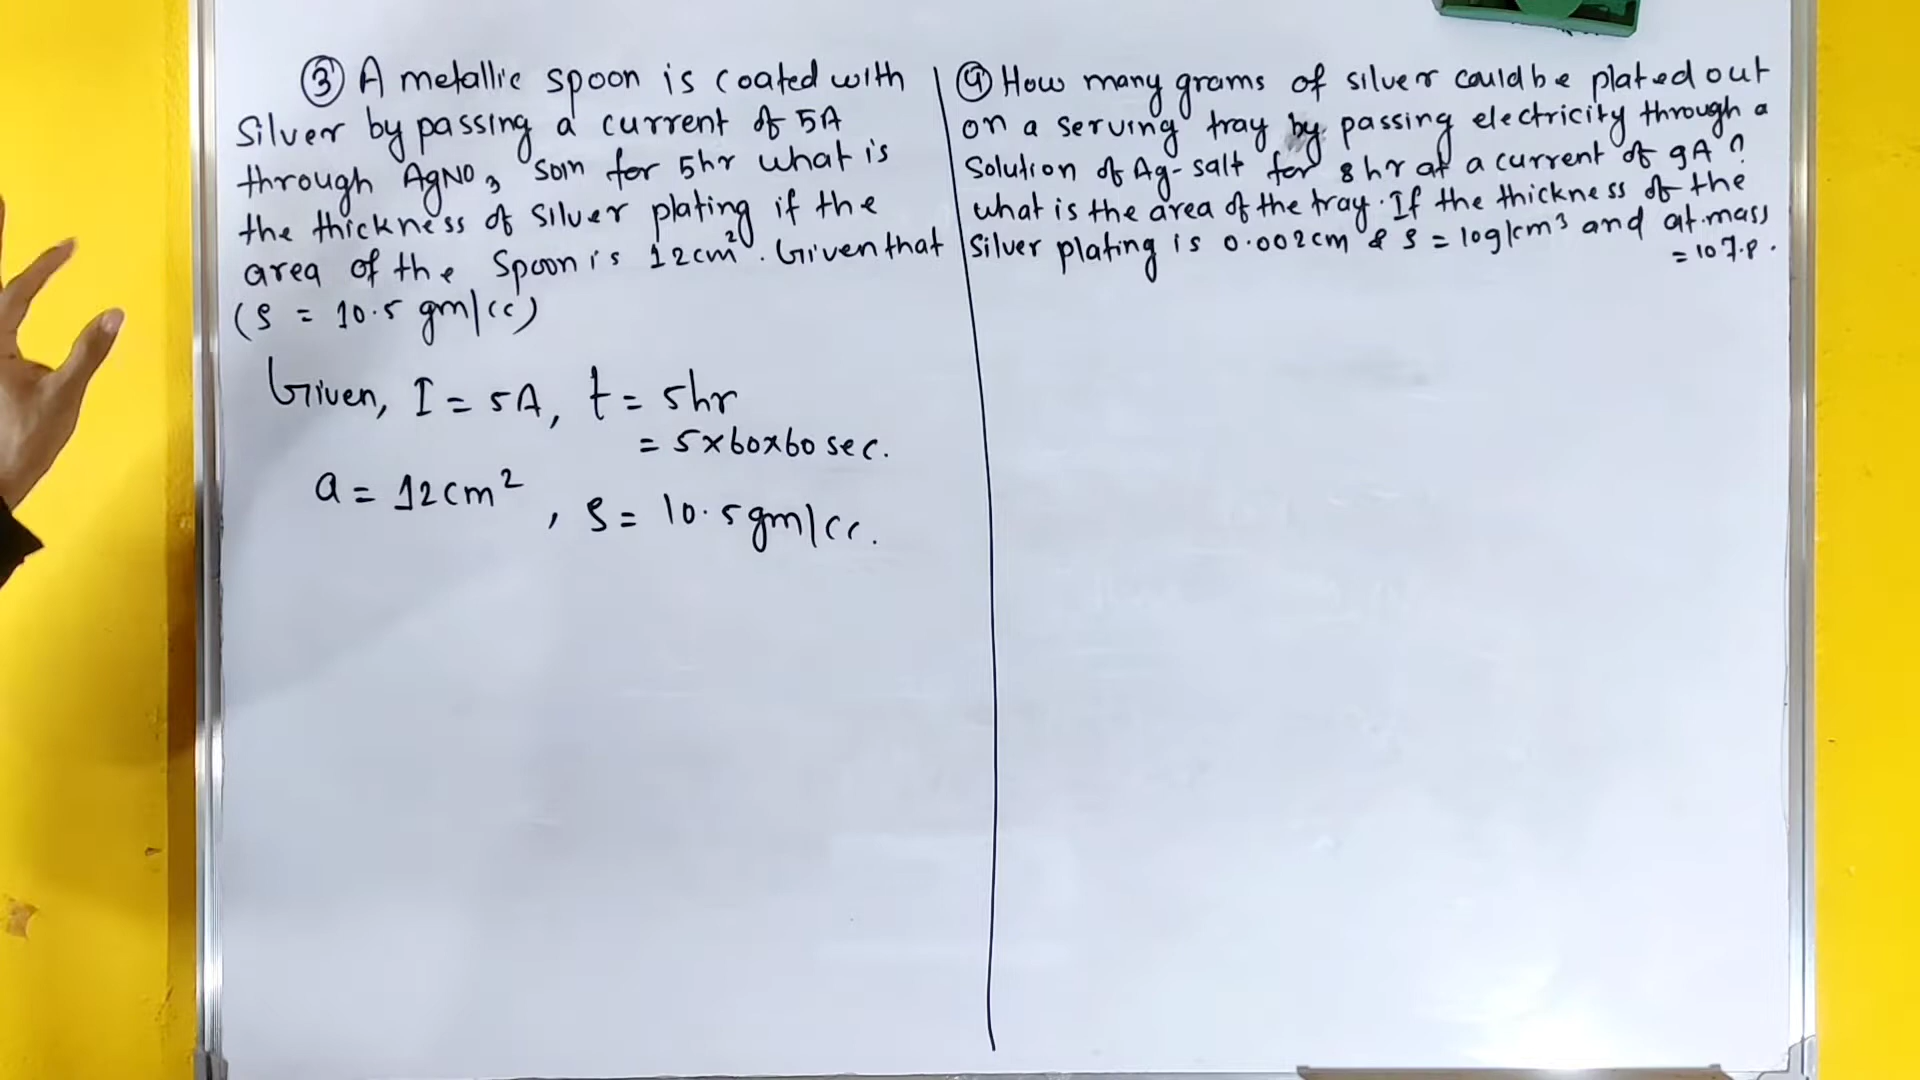 ③ A metallic spoon is coated with
Silver by passing a current of 5A
through AgNO3 soln for 5hr what is
the thickness of silver plating if the
area of the Spoon is 12cm². Given that
(ρ = 10.5 gm/cc)
Given, I = 5A, t = 5hr
= 5×60×60 sec.
a = 12cm², ρ = 10.5 gm/cc.
④ How many grams of silver could be plated out
on a serving tray by passing electricity through a
Solution of Ag-salt for 8hr at a current of 9A?
what is the area of the tray. If the thickness of the
silver plating is 0.002cm & ρ = 10g/cm³ and at.mass
= 107.8.